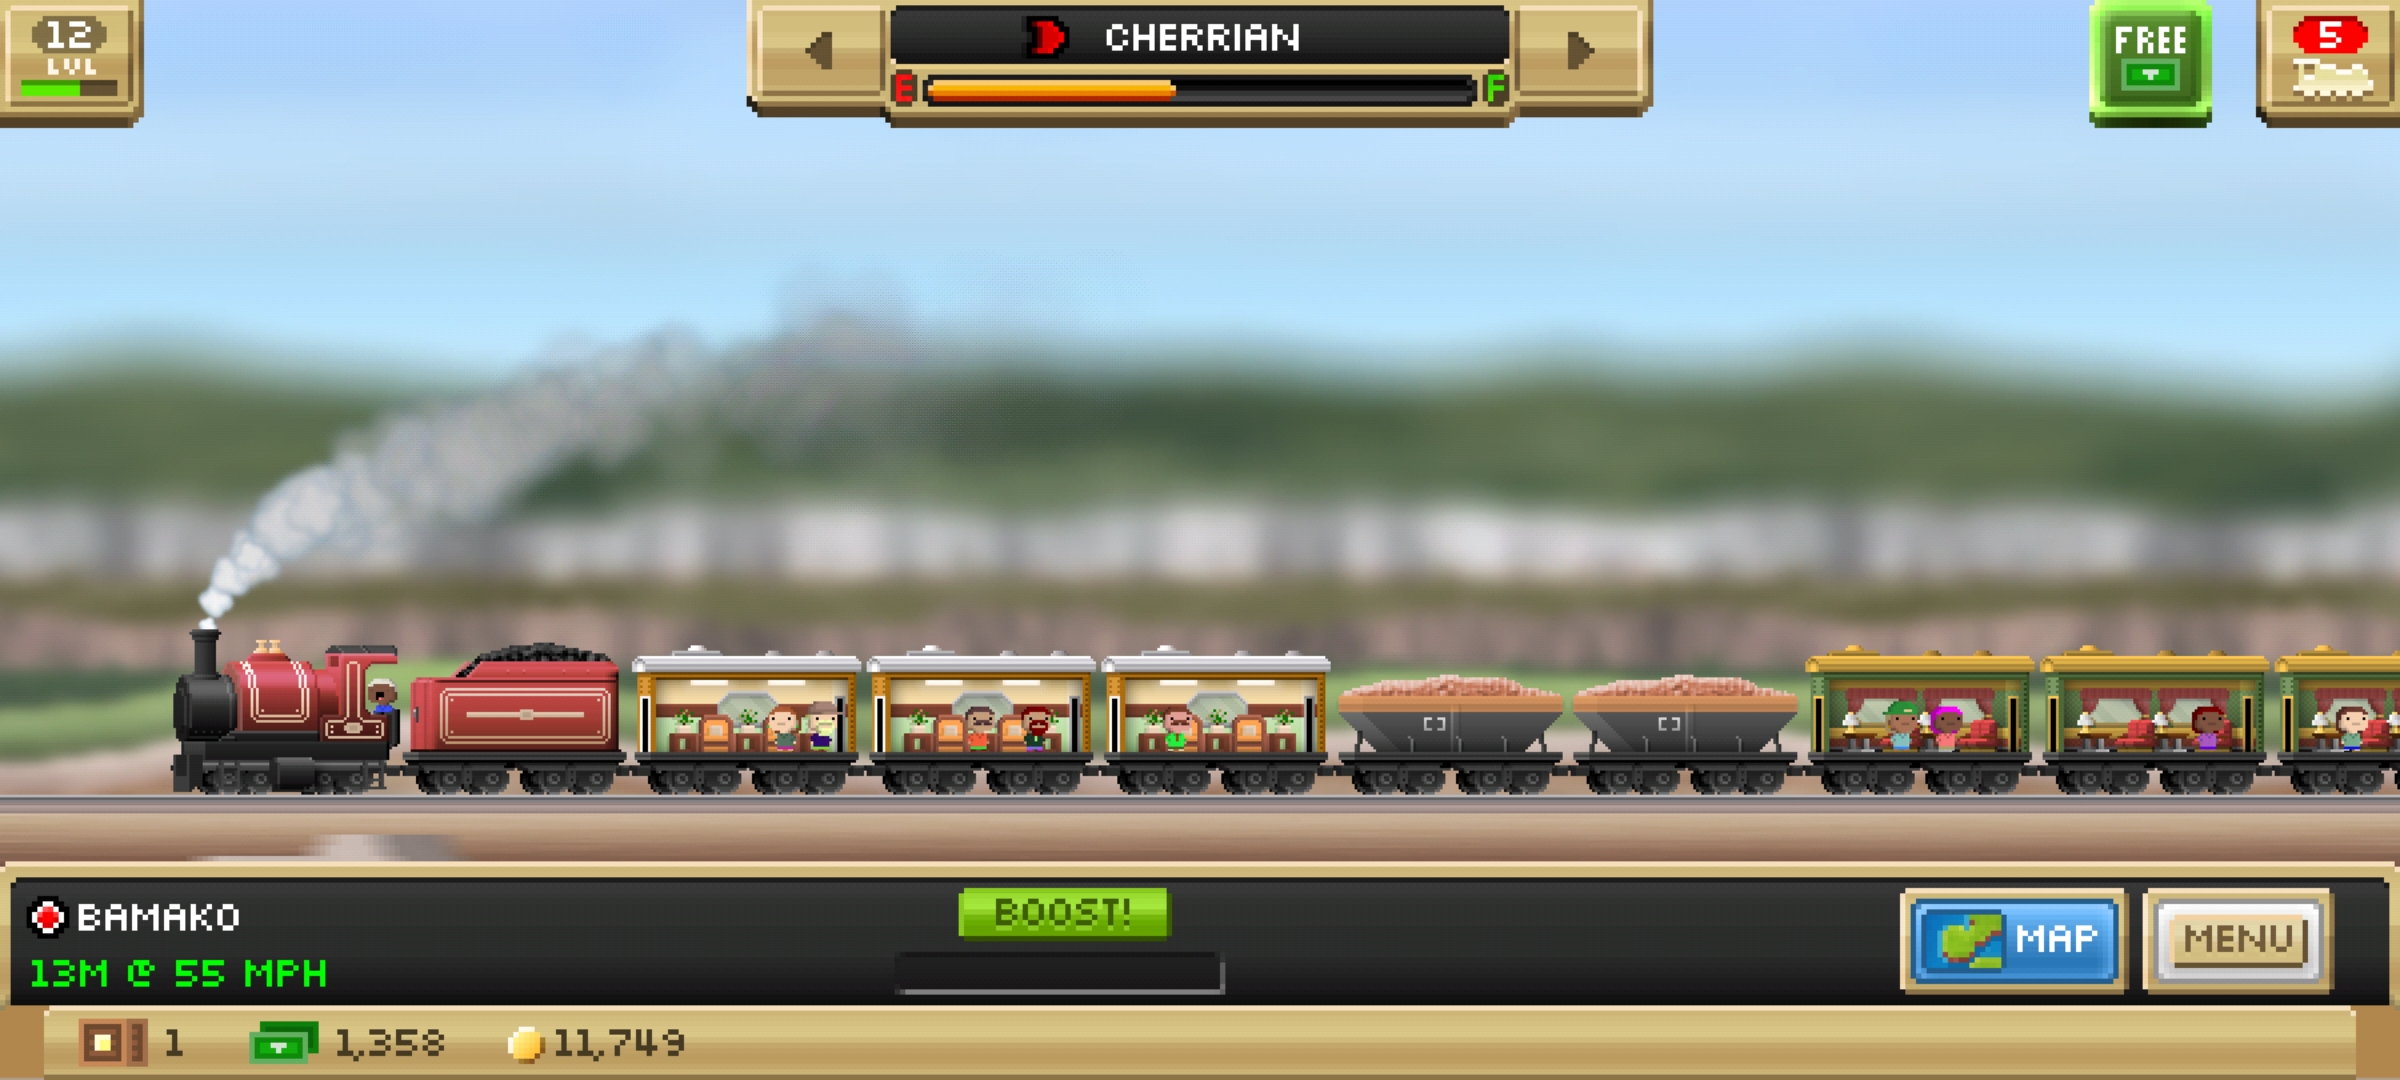 12
LVL
CHERRIAN
E F
FREE
5
BAMAKO
13M @ 55 MPH
BOOST!
MAP
MENU
1 1,358 11,749